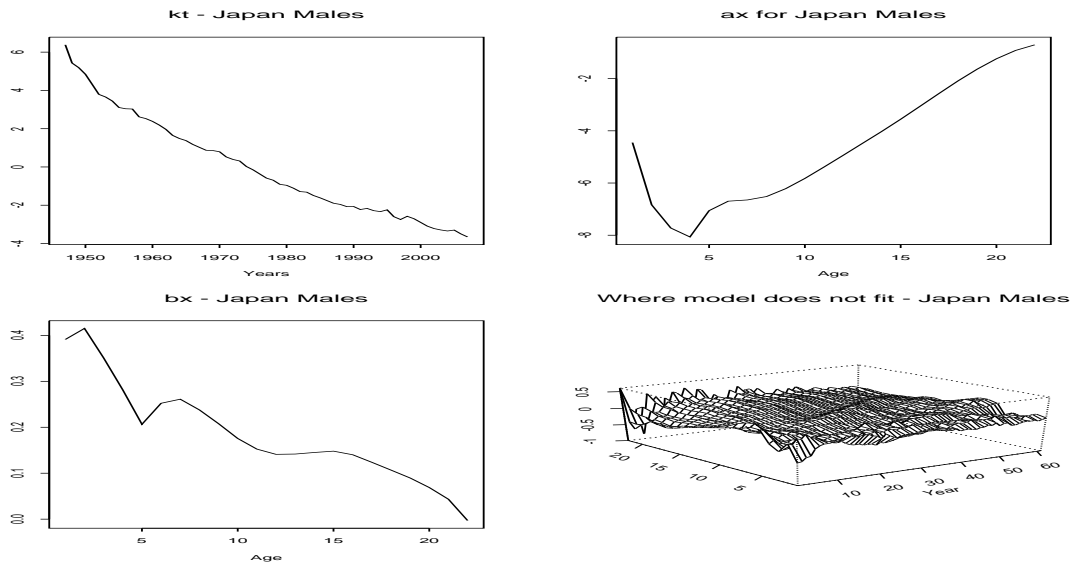 kt - Japan Males
6
4
2
0
-2
-4
1950 1960 1970 1980 1990 2000
Years
ax for Japan Males
-2
-4
-6
-8
5 10 15 20
Age
bx - Japan Males
0.4
0.3
0.2
0.1
0.0
5 10 15 20
Age
Where model does not fit - Japan Males
0.5
0
-0.5
-1
20 15 10 5
10 20 30 40 50 60
Year